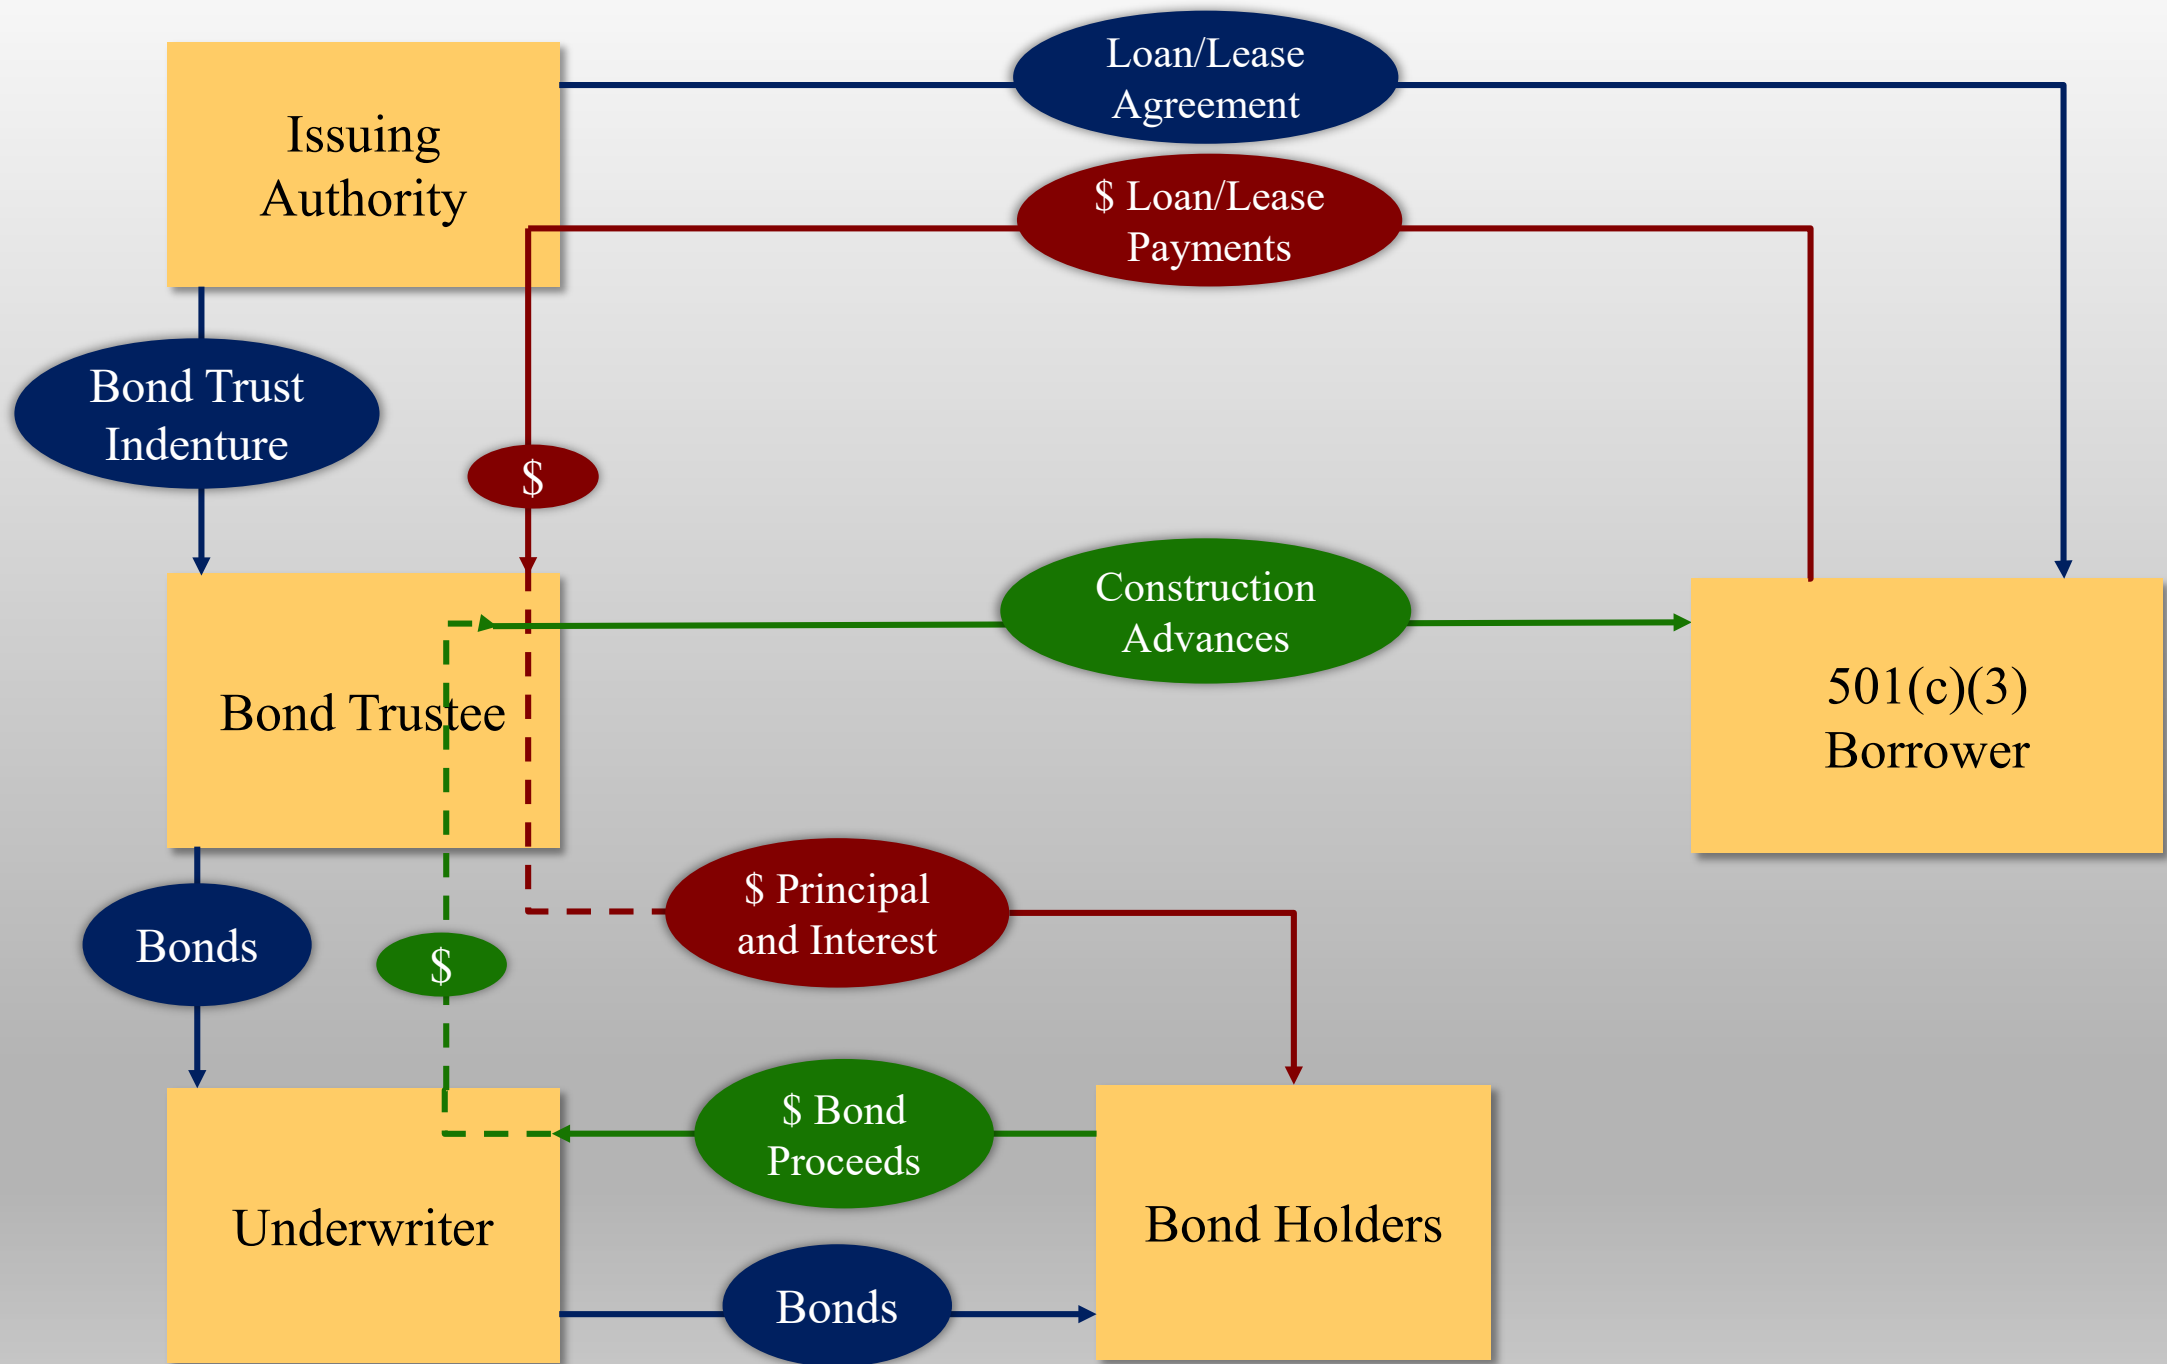 Loan/Lease
Agreement
Issuing
Authority
$ Loan/Lease
Payments
Bond Trust
Indenture
$
Construction
Advances
Bond Trustee
501(c)(3)
Borrower
$ Principal
and Interest
Bonds
$
$ Bond
Proceeds
Underwriter
Bond Holders
Bonds